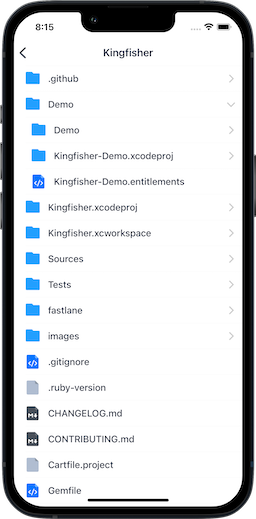 8:15
Kingfisher
.github
Demo
Demo
Kingfisher-Demo.xcodeproj
Kingfisher-Demo.entitlements
Kingfisher.xcodeproj
Kingfisher.xcworkspace
Sources
Tests
fastlane
images
.gitignore
.ruby-version
CHANGELOG.md
CONTRIBUTING.md
Cartfile.project
Gemfile